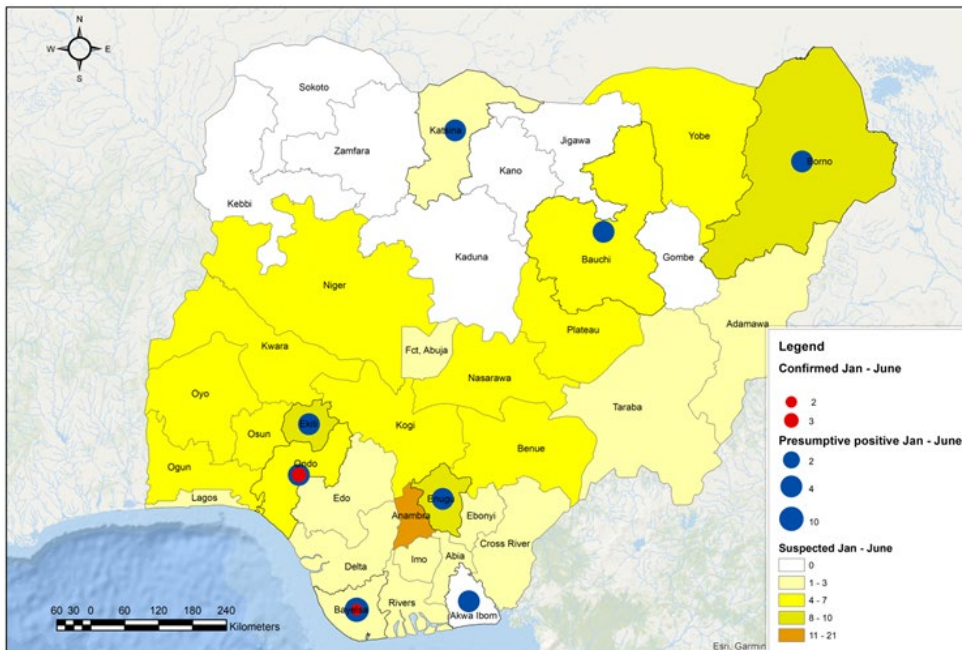 N
W E
S
Sokoto
Katsina
Jigawa
Yobe
Zamfara
Kano
Borno
Kebbi
Kaduna
Bauchi
Gombe
Niger
Adamawa
Plateau
Fct, Abuja
Kwara
Nasarawa
Oyo
Taraba
Ekiti
Kogi
Osun
Benue
Ondo
Ogun
Lagos
Edo
Enugu
Anambra
Ebonyi
Cross River
Imo
Abia
Delta
Bayelsa
Rivers
Akwa Ibom
60 30 0 60 120 180 240
Kilometers
Legend
Confirmed Jan - June
2
3
Presumptive positive Jan - June
2
4
10
Suspected Jan - June
0
1 - 3
4 - 7
8 - 10
11 - 21
Esri, Garmin